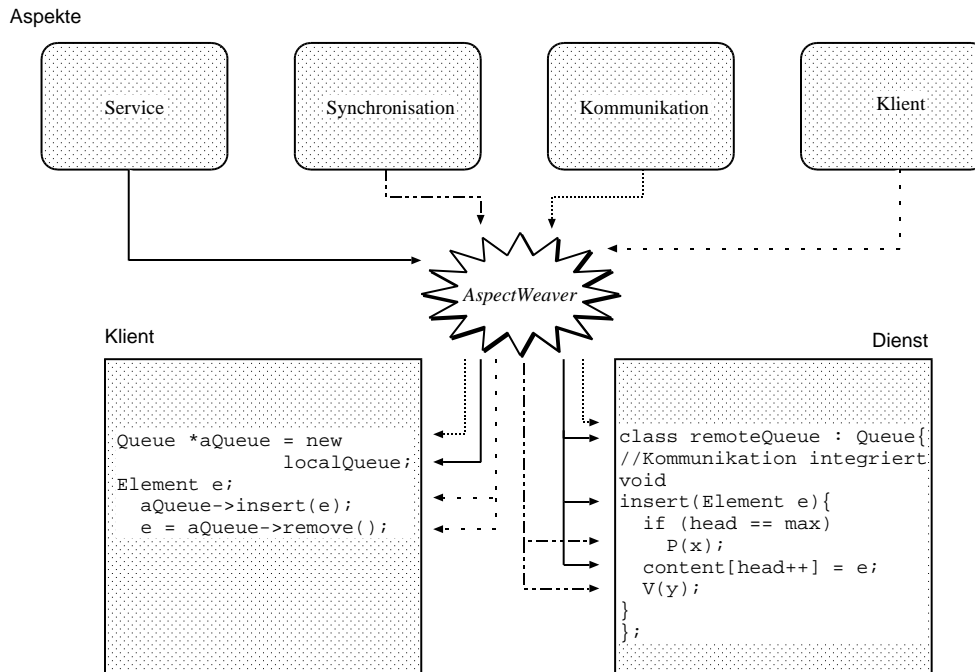 Aspekte
Service
Synchronisation
Kommunikation
Klient
AspectWeaver
Klient
Queue *aQueue = new
localQueue;
Element e;
aQueue->insert(e);
e = aQueue->remove();
Dienst
class remoteQueue : Queue{
//Kommunikation integriert
void
insert(Element e){
if (head == max)
P(x);
content[head++] = e;
V(y);
}
};